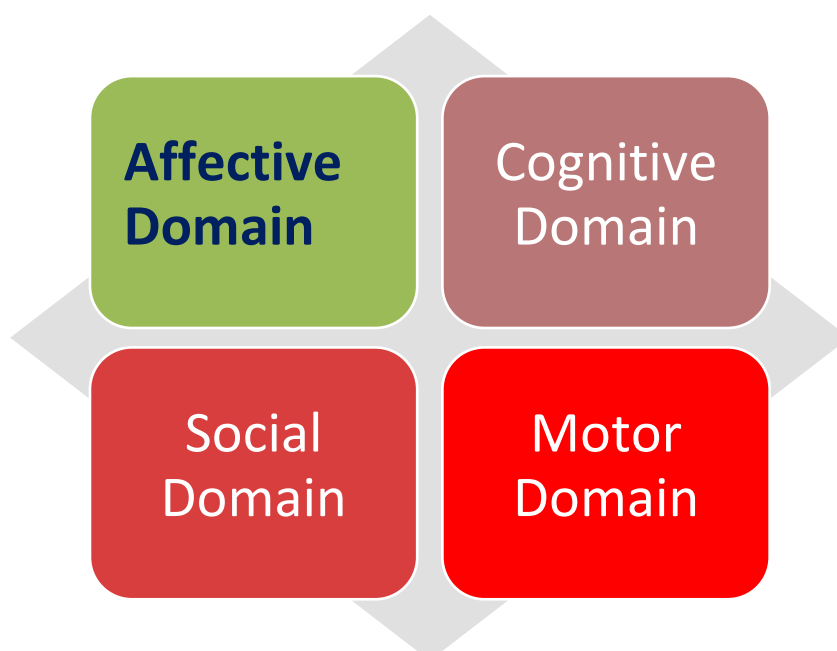 Affective
Domain
Cognitive
Domain
Social
Domain
Motor
Domain